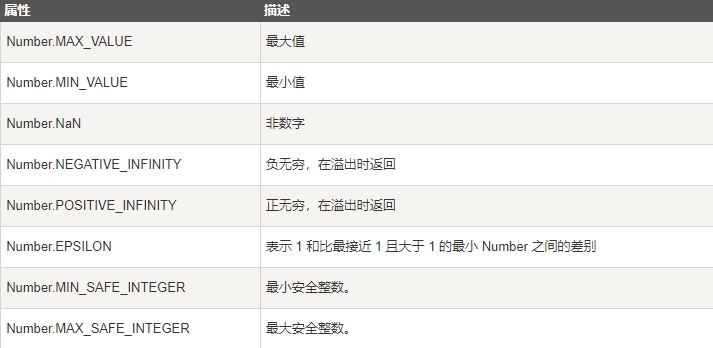 属性 描述
Number.MAX_VALUE 最大值
Number.MIN_VALUE 最小值
Number.NaN 非数字
Number.NEGATIVE_INFINITY 负无穷，在溢出时返回
Number.POSITIVE_INFINITY 正无穷，在溢出时返回
Number.EPSILON 表示 1 和比最接近 1 且大于 1 的最小 Number 之间的差别
Number.MIN_SAFE_INTEGER 最小安全整数。
Number.MAX_SAFE_INTEGER 最大安全整数。